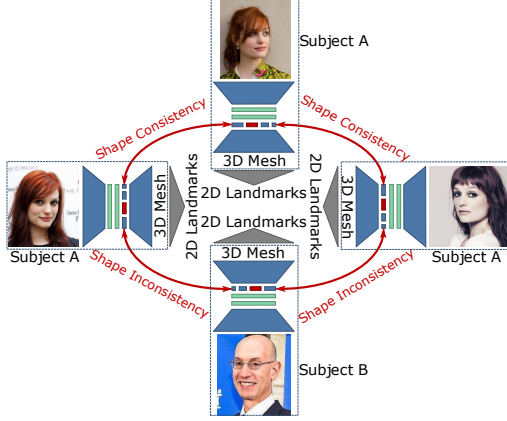 Subject A
Shape Consistency
Shape Consistency
3D Mesh
2D Landmarks
2D Landmarks
3D Mesh
2D Landmarks
2D Landmarks
3D Mesh
3D Mesh
Subject A
Subject A
Shape Inconsistency
Shape Inconsistency
Subject B